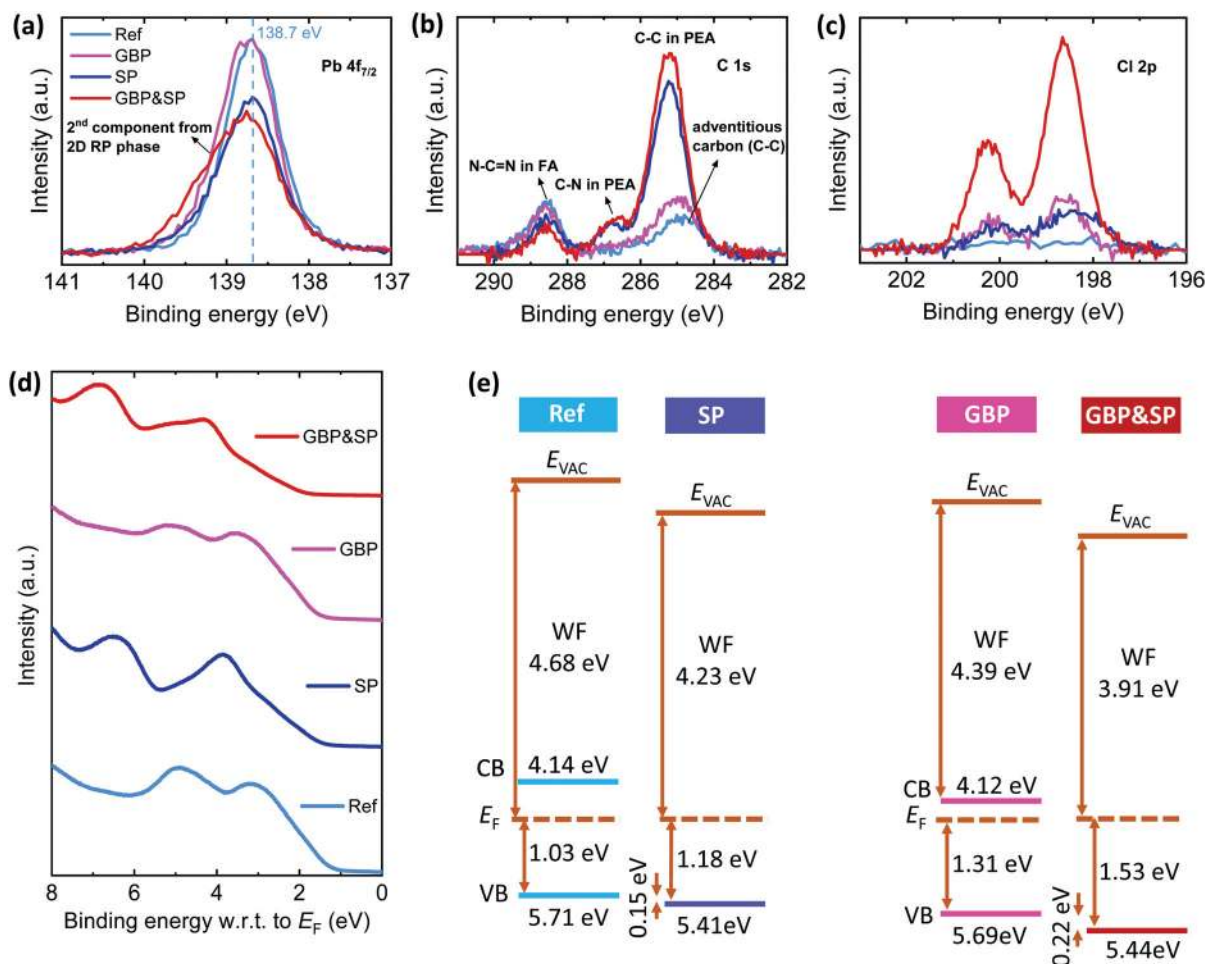 (a)
Ref
GBP
SP
GBP&SP
138.7 eV
Pb 4f7/2
2nd component from
2D RP phase
Intensity (a.u.)
141 140 139 138 137
Binding energy (eV)
(b)
C-C in PEA
C 1s
adventitious
carbon (C-C)
N-C=N in FA
C-N in PEA
Intensity (a.u.)
290 288 286 284 282
Binding energy (eV)
(c)
Cl 2p
Intensity (a.u.)
202 200 198 196
Binding energy (eV)
(d)
GBP&SP
GBP
SP
Ref
Intensity (a.u.)
8 6 4 2 0
Binding energy w.r.t. to EF (eV)
(e)
Ref
SP
GBP
GBP&SP
EVAC
EVAC
EVAC
EVAC
WF
4.68 eV
WF
4.23 eV
WF
4.39 eV
WF
3.91 eV
CB
4.14 eV
CB
4.12 eV
EF
EF
1.03 eV
1.18 eV
1.31 eV
1.53 eV
VB
5.71 eV
0.15 eV
5.41 eV
VB
5.69eV
0.22 eV
5.44eV